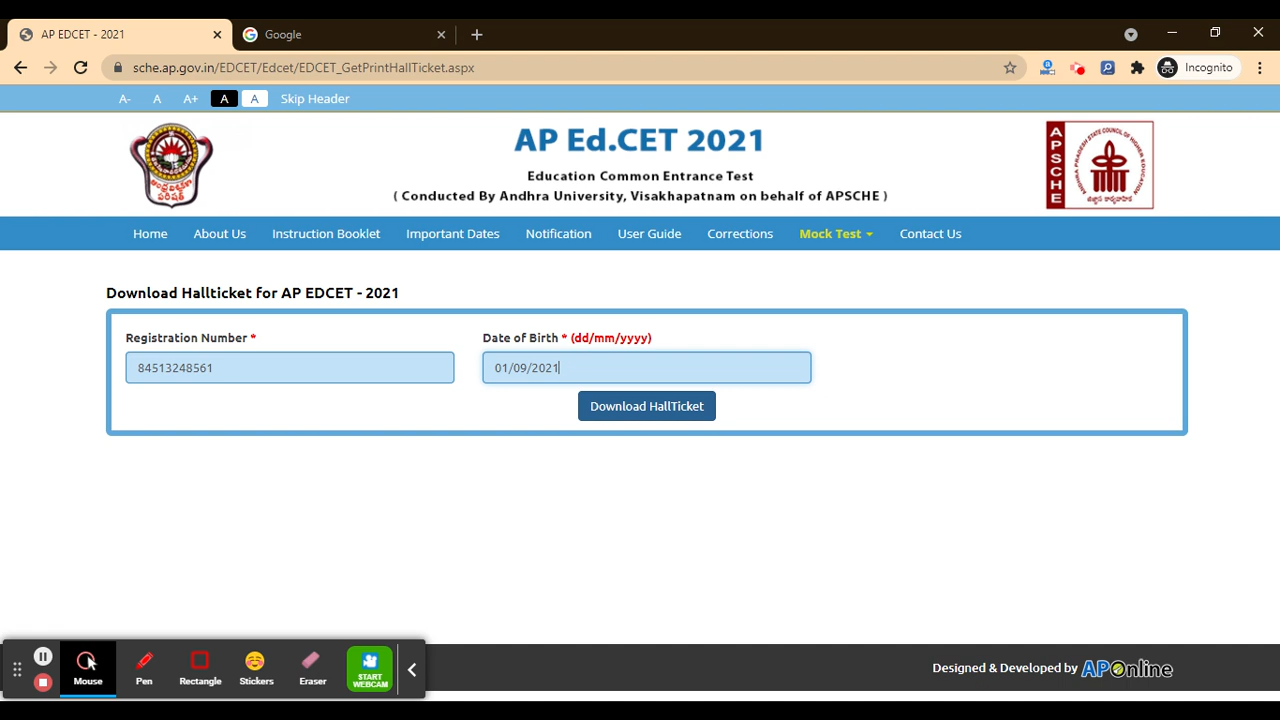 AP EDCET - 2021
Google
sche.ap.gov.in/EDCET/Edcet/EDCET_GetPrintHallTicket.aspx
Incognito
A- A A+ A A Skip Header
AP Ed.CET 2021
Education Common Entrance Test
( Conducted By Andhra University, Visakhapatnam on behalf of APSCHE )
APSCHE
Home About Us Instruction Booklet Important Dates Notification User Guide Corrections Mock Test Contact Us
Download Hallticket for AP EDCET - 2021
Registration Number * Date of Birth * (dd/mm/yyyy)
84513248561 01/09/2021
Download HallTicket
Designed & Developed by APOnline
Mouse Pen Rectangle Stickers Eraser START WEBCAM